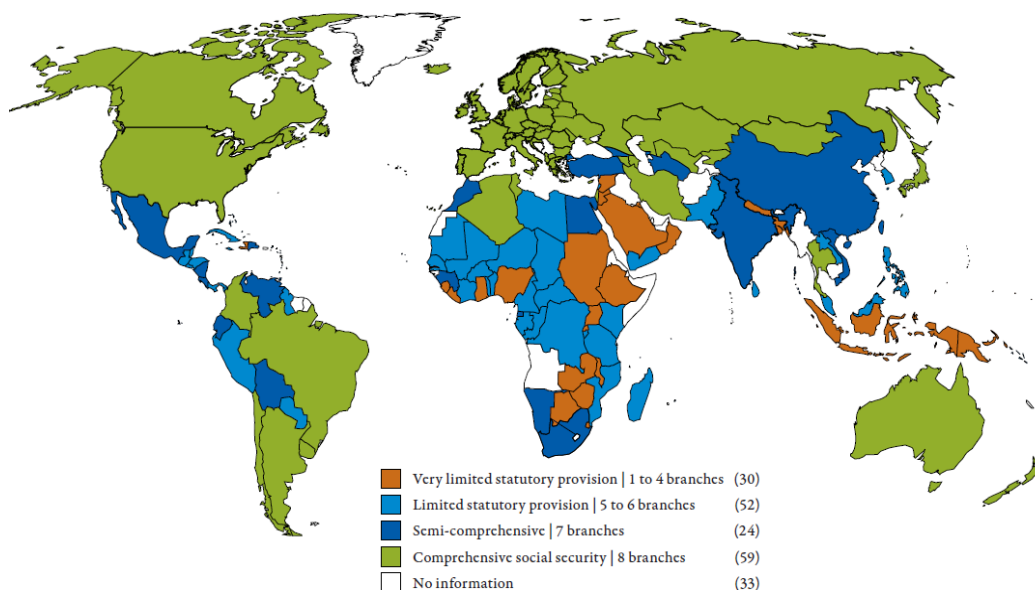 Very limited statutory provision | 1 to 4 branches (30)
Limited statutory provision | 5 to 6 branches (52)
Semi-comprehensive | 7 branches (24)
Comprehensive social security | 8 branches (59)
No information (33)